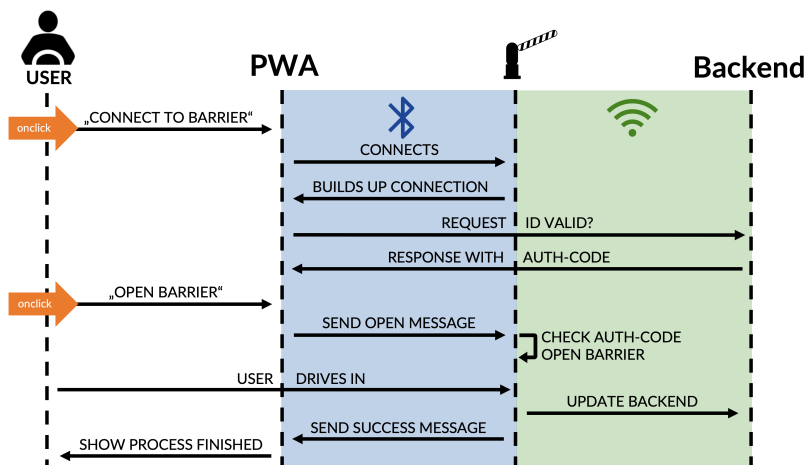 USER
PWA
Backend
onclick
„CONNECT TO BARRIER“
CONNECTS
BUILDS UP CONNECTION
REQUEST ID VALID?
RESPONSE WITH AUTH-CODE
onclick
„OPEN BARRIER“
SEND OPEN MESSAGE
CHECK AUTH-CODE
OPEN BARRIER
USER DRIVES IN
UPDATE BACKEND
SEND SUCCESS MESSAGE
SHOW PROCESS FINISHED